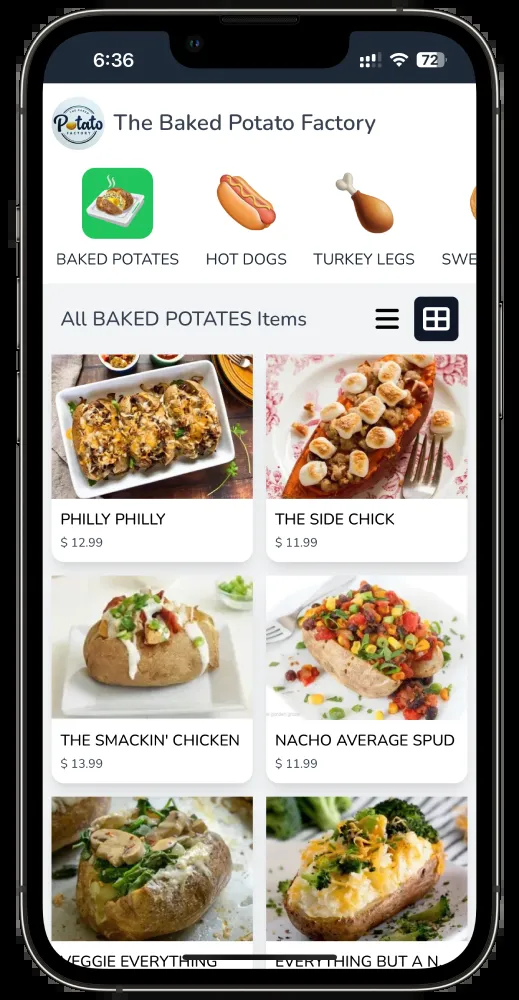 6:36
72
THE BAKED
Potato
FACTORY
The Baked Potato Factory
BAKED POTATES
HOT DOGS
TURKEY LEGS
SWE
All BAKED POTATES Items
PHILLY PHILLY
$ 12.99
THE SIDE CHICK
$ 11.99
THE SMACKIN' CHICKEN
$ 13.99
NACHO AVERAGE SPUD
$ 11.99
VEGGIE EVERYTHING
EVERYTHING BUT A N...